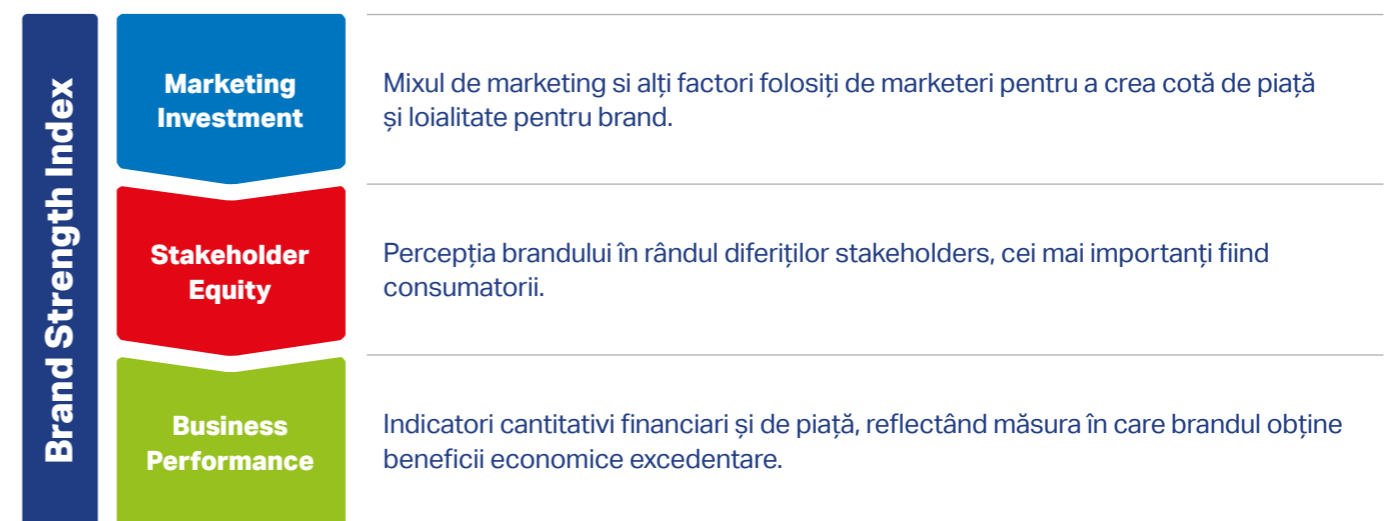 Brand Strength Index
Marketing
Investment
Mixul de marketing si alți factori folosiți de marketeri pentru a crea cotă de piață
și loialitate pentru brand.
Stakeholder
Equity
Percepția brandului în rândul diferiților stakeholders, cei mai importanți fiind
consumatorii.
Business
Performance
Indicatori cantitativi financiari și de piață, reflectând măsura în care brandul obține
beneficii economice excedentare.